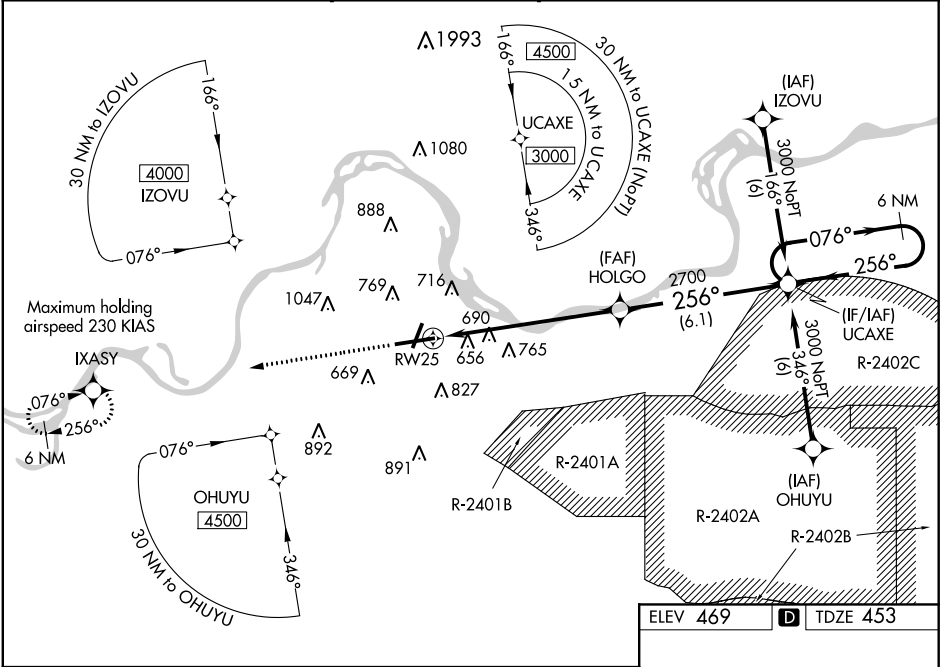 1993
166°
4500
30 NM to UCAXE (NoPT)
15 NM to UCAXE
UCAXE
3000
346°
(IAF)
IZOVU
3000 NoPT
166°
(6)
30 NM to IZOVU
166°
4000
IZOVU
076°
1080
888
6 NM
076°
256°
(FAF)
HOLGO
2700
256°
(6.1)
(IF/IAF)
UCAXE
R-2402C
716
769
1047
690
656
765
RW25
669
827
Maximum holding
airspeed 230 KIAS
IXASY
076°
256°
6 NM
3000 NoPT
346°
(6)
(IAF)
OHUYU
892
891
R-2401A
R-2401B
R-2402A
R-2402B
076°
OHUYU
4500
346°
30 NM to OHUYU
ELEV 469 D TDZE 453